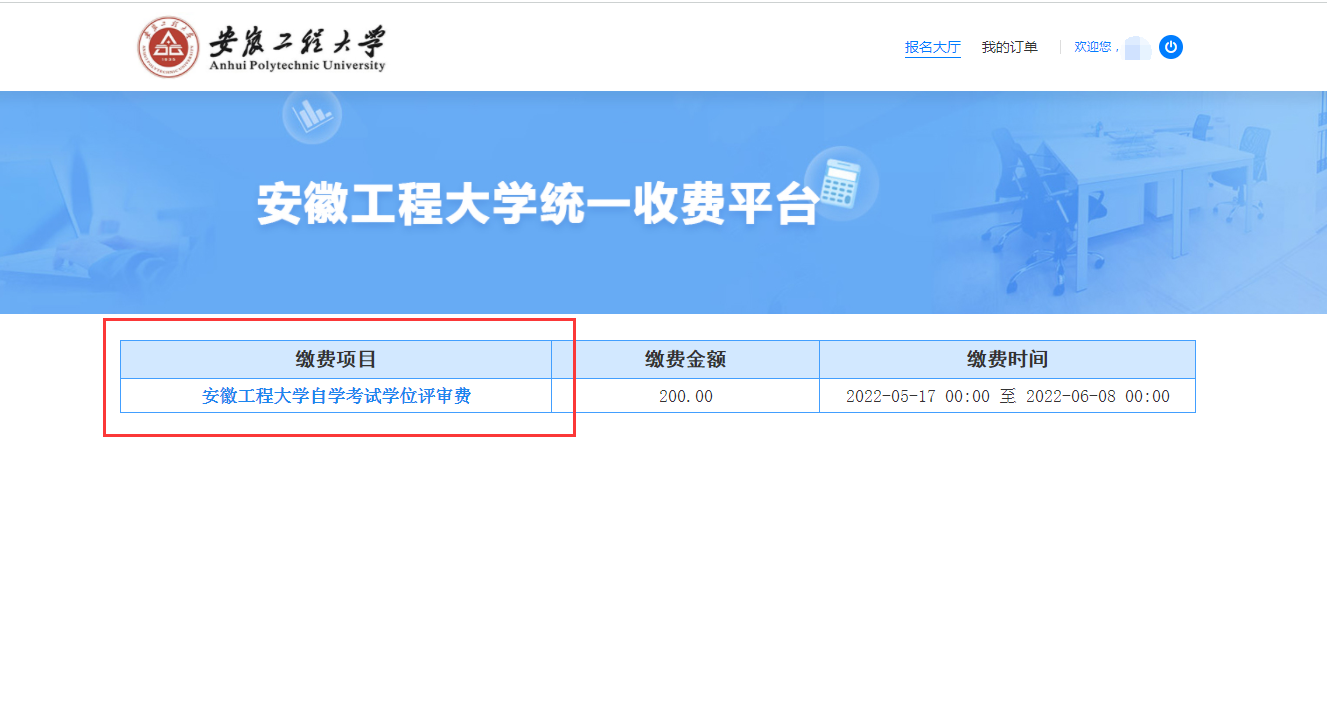 安徽工程大学
Anhui Polytechnic University
报名大厅 我的订单 欢迎您，
安徽工程大学统一收费平台
缴费项目 缴费金额 缴费时间
安徽工程大学自学考试学位评审费 200.00 2022-05-17 00:00 至 2022-06-08 00:00